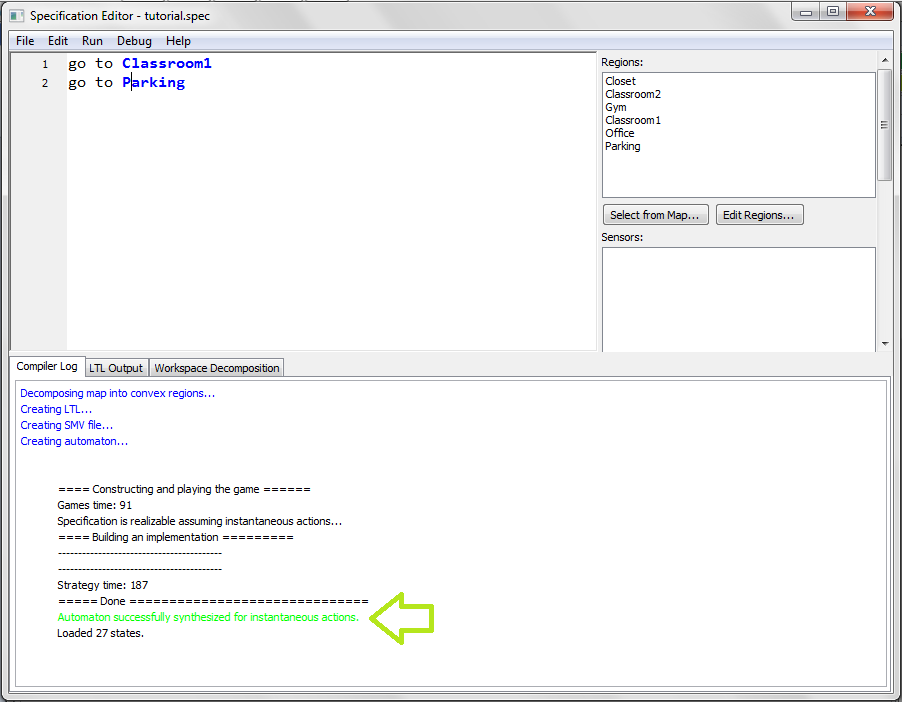 Specification Editor - tutorial.spec
File Edit Run Debug Help
1 go to Classroom1
2 go to Parking
Regions:
Closet
Classroom2
Gym
Classroom1
Office
Parking
Select from Map... Edit Regions...
Sensors:
Compiler Log LTL Output Workspace Decomposition
Decomposing map into convex regions...
Creating LTL...
Creating SMV file...
Creating automaton...
==== Constructing and playing the game ======
Games time: 91
Specification is realizable assuming instantaneous actions...
==== Building an implementation =========
-----------------------------------------
-----------------------------------------
Strategy time: 187
===== Done ==============================
Automaton successfully synthesized for instantaneous actions.
Loaded 27 states.